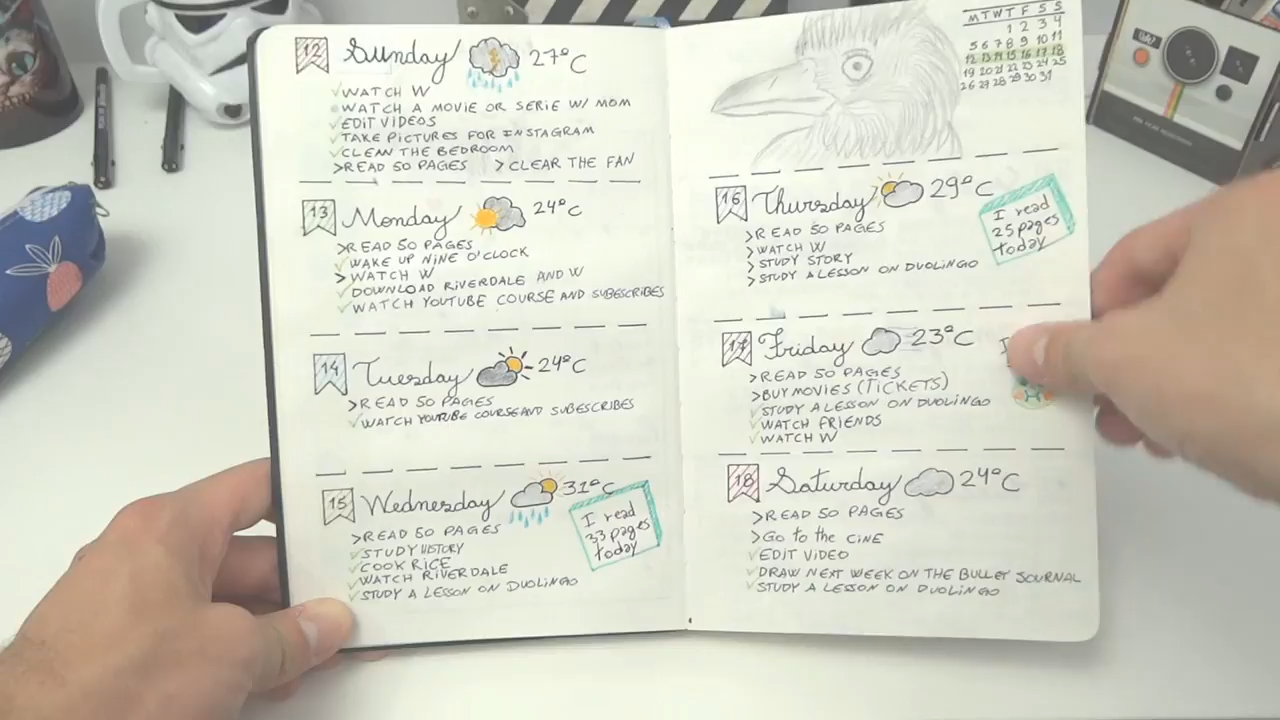 12 Sunday 27°C
WATCH W
WATCH A MOVIE OR SERIE W/ MOM
EDIT VIDEOS
TAKE PICTURES FOR INSTAGRAM
CLEAN THE BEDROOM
>READ 50 PAGES >CLEAR THE FAN
13 Monday 24°C
>READ 50 PAGES
WAKE UP NINE O'CLOCK
>WATCH W
DOWNLOAD RIVERDALE AND W
WATCH YOUTUBE COURSE AND SUBESCRIBES
14 Tuesday 24°C
>READ 50 PAGES
WATCH YOUTUBE COURSE AND SUBESCRIBES
15 Wednesday 31°C
>READ 50 PAGES
STUDY HISTORY
COOK RICE
WATCH RIVERDALE
STUDY A LESSON ON DUOLINGO
I read
33 pages
today
M T W T F S S
1 2 3 4
5 6 7 8 9 10 11
12 13 14 15 16 17 18
19 20 21 22 23 24 25
26 27 28 29 30 31
16 Thursday 29°C
>READ 50 PAGES
>WATCH W
>STUDY STORY
>STUDY A LESSON ON DUOLINGO
I read
25 pages
today
17 Friday 23°C
>READ 50 PAGES
>BUY MOVIES (TICKETS)
STUDY A LESSON ON DUOLINGO
WATCH FRIENDS
WATCH W
18 Saturday 24°C
>READ 50 PAGES
>GO to the CINE
EDIT VIDEO
DRAW NEXT WEEK ON THE BULLET JOURNAL
STUDY A LESSON ON DUOLINGO